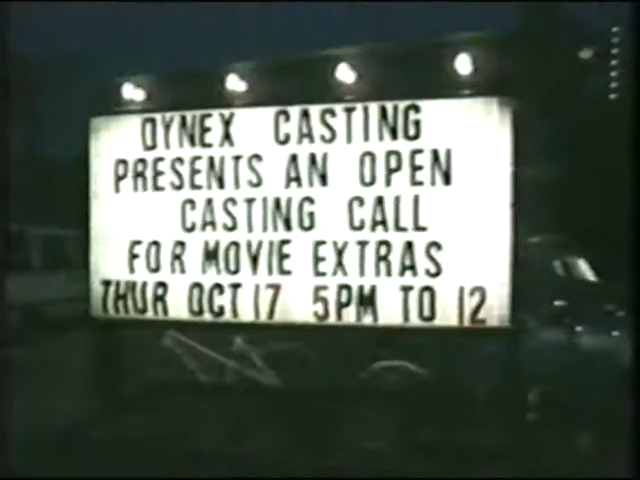 DYNEX CASTING
PRESENTS AN OPEN
CASTING CALL
FOR MOVIE EXTRAS
THUR OCT 17 5PM TO 12